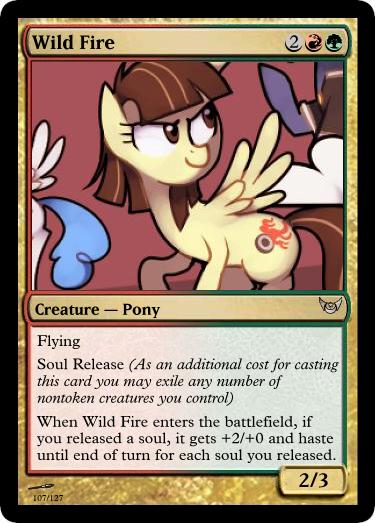 Wild Fire 2
Creature — Pony
Flying
Soul Release (As an additional cost for casting
this card you may exile any number of
nontoken creatures you control)
When Wild Fire enters the battlefield, if
you released a soul, it gets +2/+0 and haste
until end of turn for each soul you released.
2/3
107/127